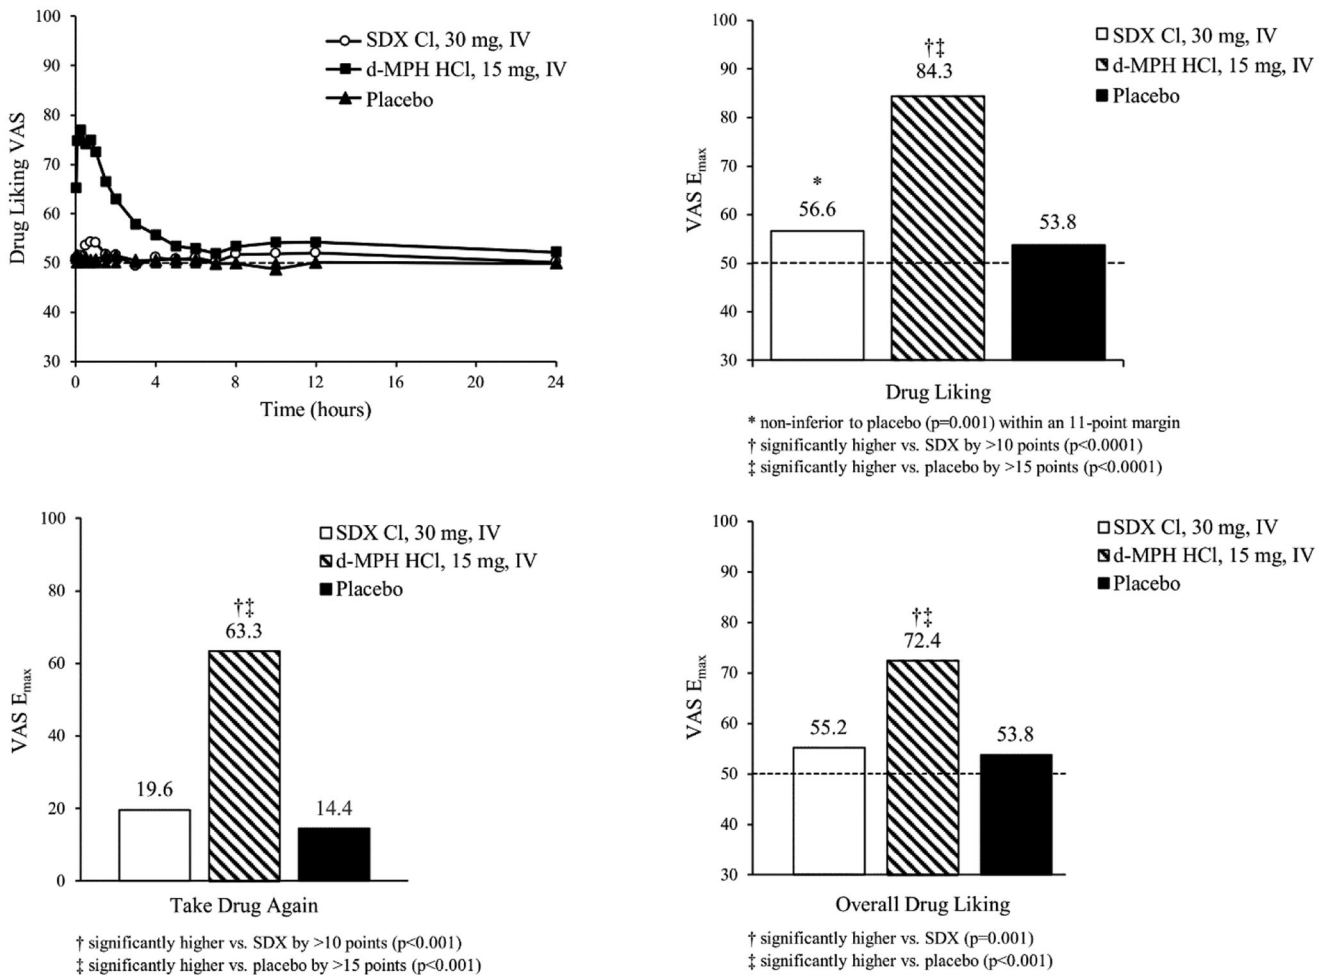 100
90
80
70
60
50
40
30
Drug Liking VAS
SDX Cl, 30 mg, IV
d-MPH HCl, 15 mg, IV
Placebo
0
4
8
12
16
20
24
Time (hours)
100
90
80
70
60
50
40
30
VAS Emax
SDX Cl, 30 mg, IV
d-MPH HCl, 15 mg, IV
Placebo
*
56.6
†‡
84.3
53.8
Drug Liking
* non-inferior to placebo (p=0.001) within an 11-point margin
† significantly higher vs. SDX by >10 points (p<0.0001)
‡ significantly higher vs. placebo by >15 points (p<0.0001)
100
80
60
40
20
0
VAS Emax
SDX Cl, 30 mg, IV
d-MPH HCl, 15 mg, IV
Placebo
19.6
†‡
63.3
14.4
Take Drug Again
† significantly higher vs. SDX by >10 points (p<0.001)
‡ significantly higher vs. placebo by >15 points (p<0.001)
100
90
80
70
60
50
40
30
VAS Emax
SDX Cl, 30 mg, IV
d-MPH HCl, 15 mg, IV
Placebo
55.2
†‡
72.4
53.8
Overall Drug Liking
† significantly higher vs. SDX (p=0.001)
‡ significantly higher vs. placebo (p<0.001)